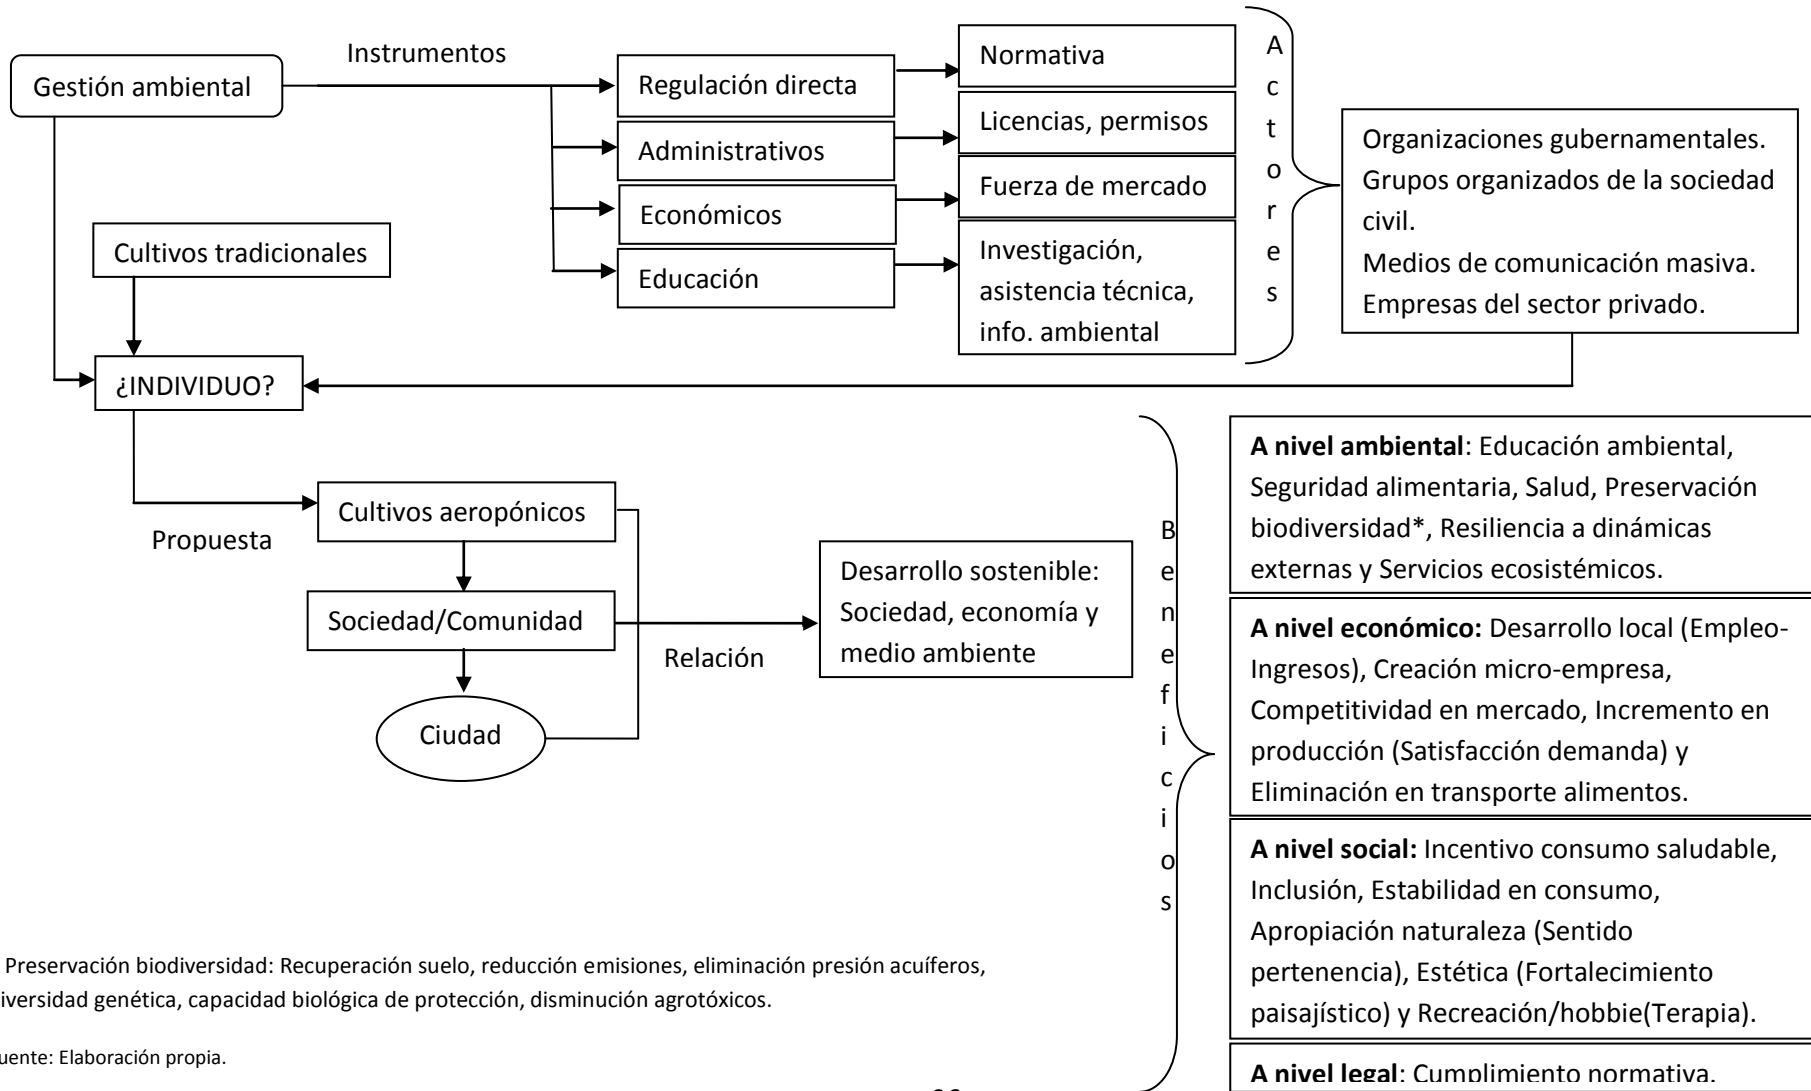 Gestión ambiental
Instrumentos
Regulación directa
Administrativos
Económicos
Educación
Normativa
Licencias, permisos
Fuerza de mercado
Investigación,
asistencia técnica,
info. ambiental
Actores
Organizaciones gubernamentales.
Grupos organizados de la sociedad
civil.
Medios de comunicación masiva.
Empresas del sector privado.
Cultivos tradicionales
¿INDIVIDUO?
Propuesta
Cultivos aeropónicos
Sociedad/Comunidad
Ciudad
Relación
Desarrollo sostenible:
Sociedad, economía y
medio ambiente
Beneficios
A nivel ambiental: Educación ambiental,
Seguridad alimentaria, Salud, Preservación
biodiversidad*, Resiliencia a dinámicas
externas y Servicios ecosistémicos.
A nivel económico: Desarrollo local (Empleo-
Ingresos), Creación micro-empresa,
Competitividad en mercado, Incremento en
producción (Satisfacción demanda) y
Eliminación en transporte alimentos.
A nivel social: Incentivo consumo saludable,
Inclusión, Estabilidad en consumo,
Apropiación naturaleza (Sentido
pertenencia), Estética (Fortalecimiento
paisajístico) y Recreación/hobbie(Terapia).
A nivel legal: Cumplimiento normativa.
Preservación biodiversidad: Recuperación suelo, reducción emisiones, eliminación presión acuíferos,
iversidad genética, capacidad biológica de protección, disminución agrotóxicos.
uente: Elaboración propia.